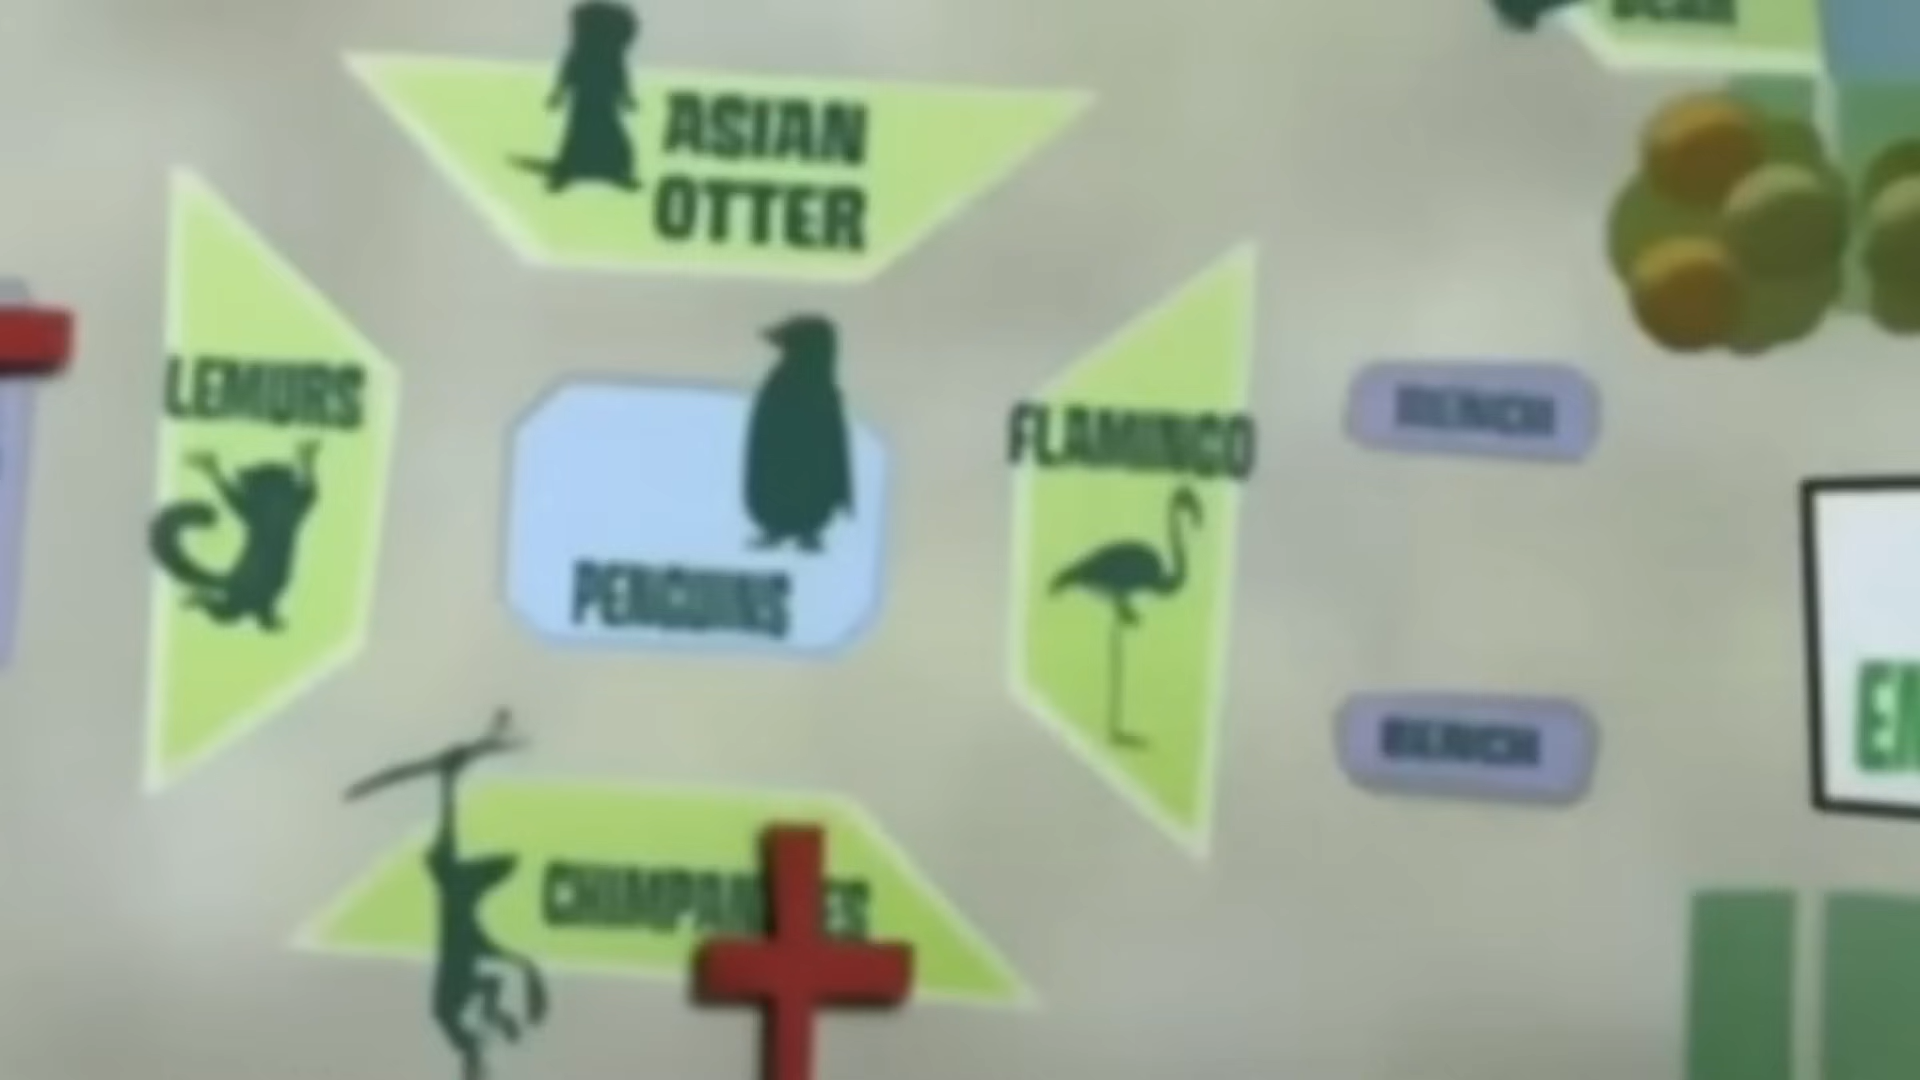 ASIAN
OTTER
LEMURS
FLAMINGO
BENCH
PENGUINS
BENCH